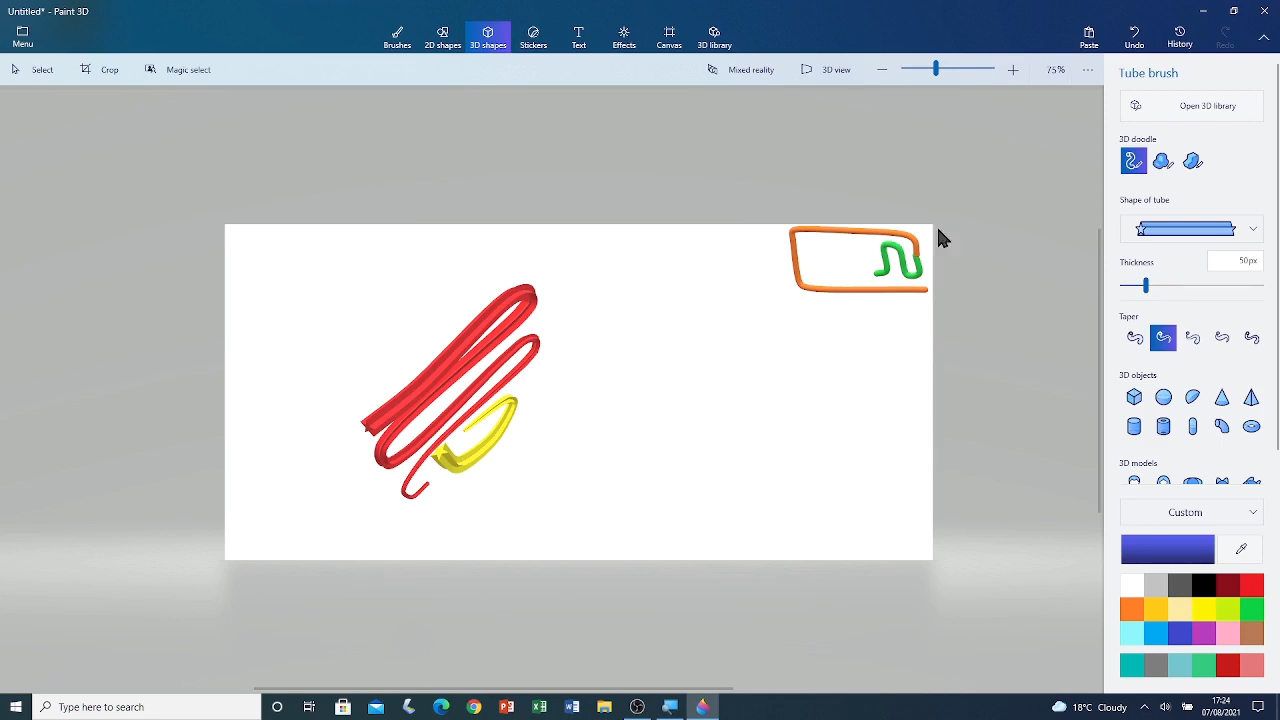 Untitled* - Paint 3D
Menu
Brushes
2D shapes
3D shapes
Stickers
Text
Effects
Canvas
3D library
Paste
Undo
History
Redo
Select
Crop
Magic select
Mixed reality
3D view
75%
Tube brush
Open 3D library
3D doodle
Shape of tube
Thickness
50px
Taper
3D objects
3D models
Custom
Type here to search
18°C Cloudy
17:24
07/08/2021